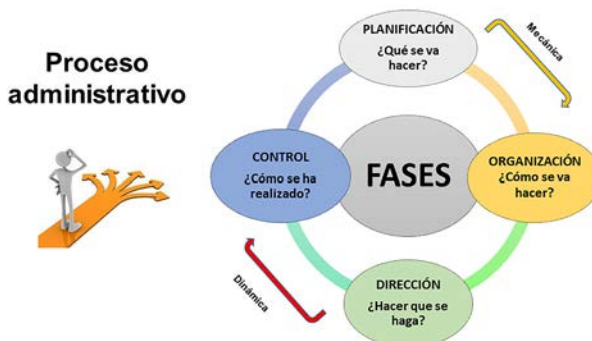 Proceso
administrativo
PLANIFICACIÓN
¿Qué se va
hacer?
Mecánica
ORGANIZACIÓN
¿Cómo se va
hacer?
FASES
CONTROL
¿Cómo se ha
realizado?
DIRECCIÓN
¿Hacer que se
haga?
Dinámica